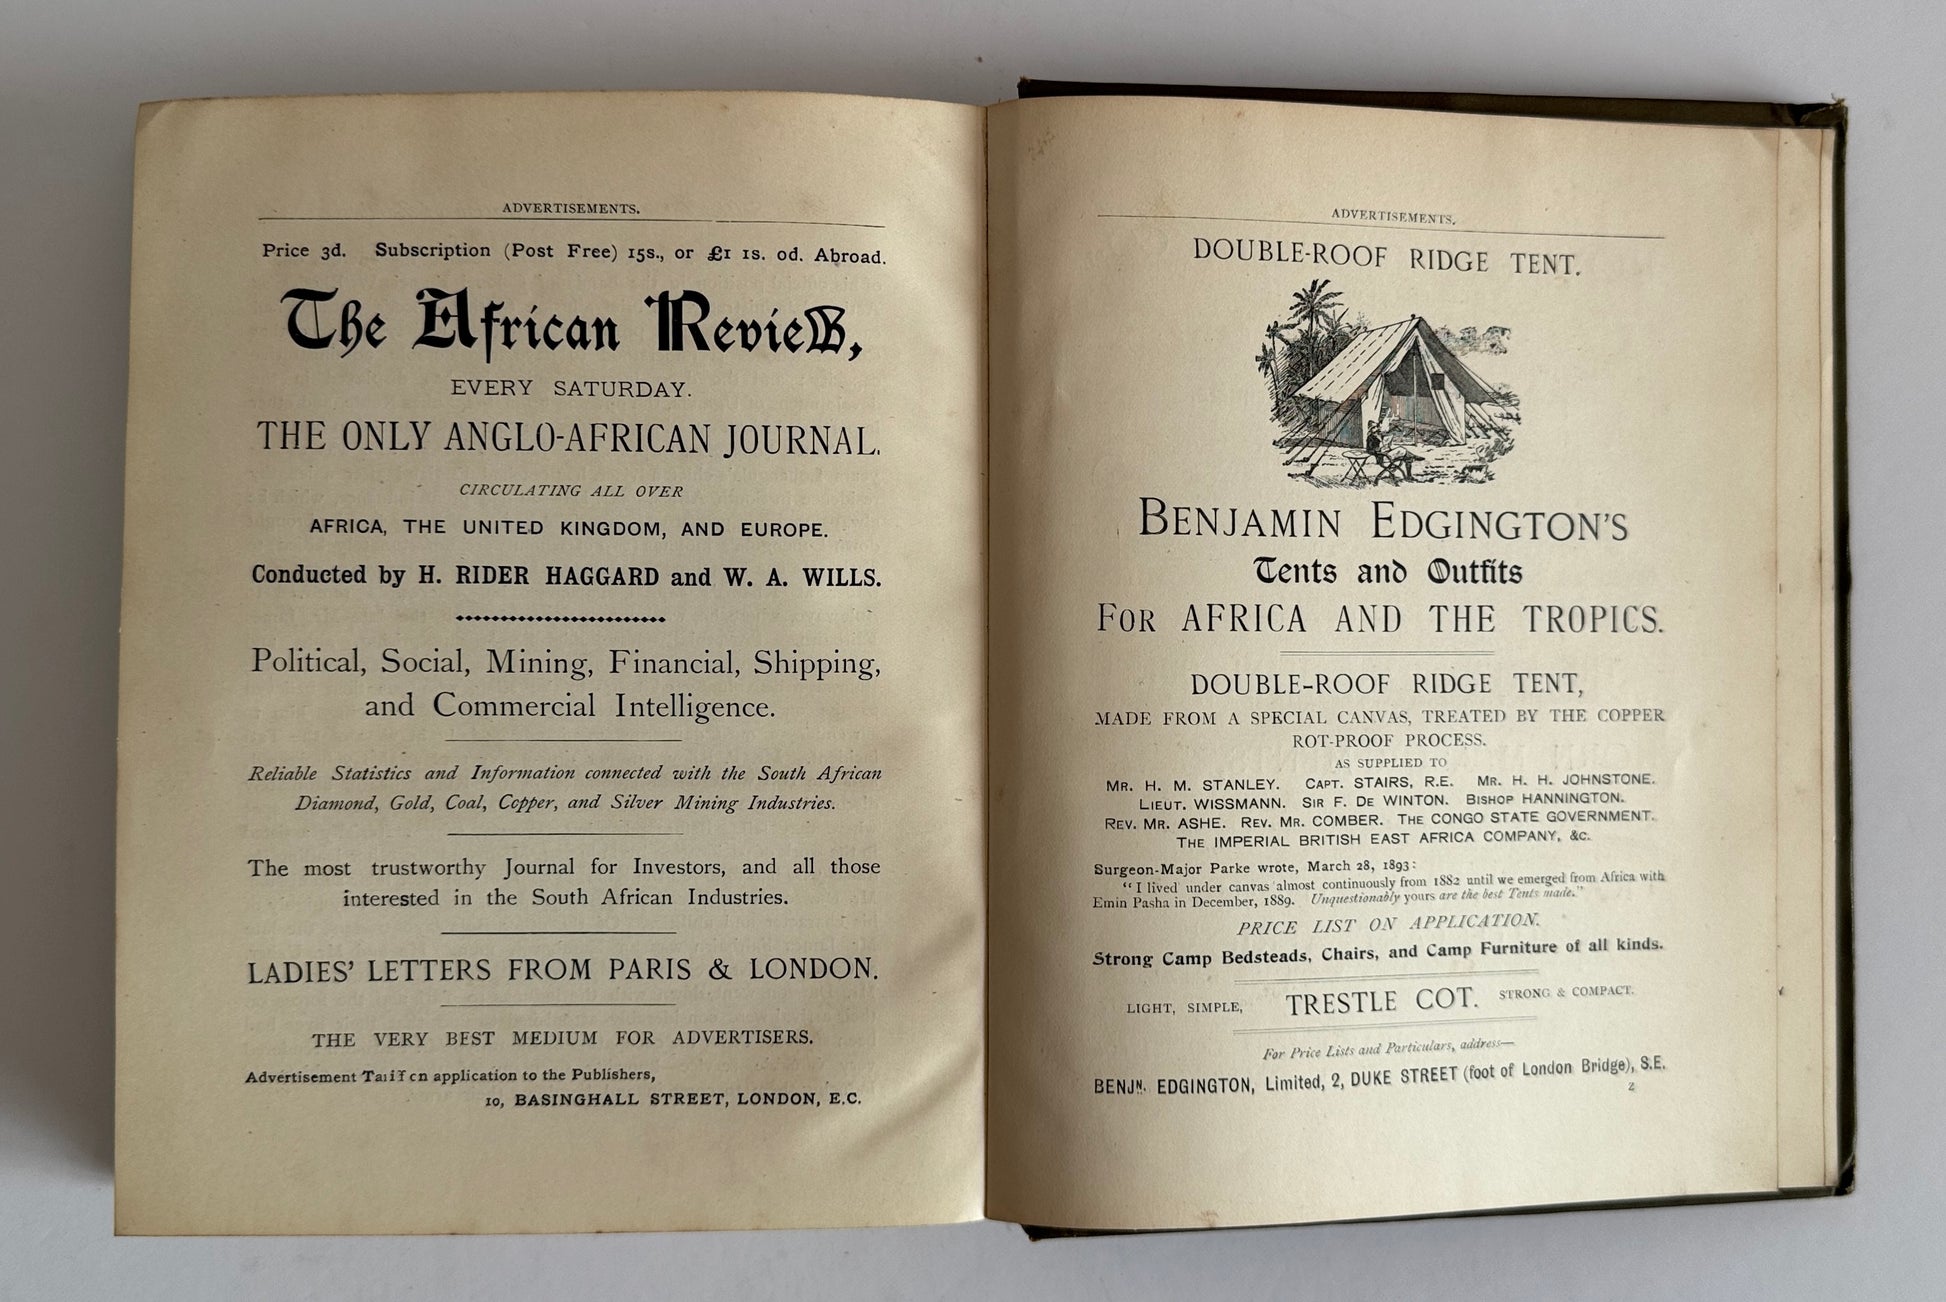 ADVERTISEMENTS.
Price 3d. Subscription (Post Free) 15s., or £1 1s. 0d. Abroad.
The African Review,
EVERY SATURDAY.
THE ONLY ANGLO-AFRICAN JOURNAL.
CIRCULATING ALL OVER
AFRICA, THE UNITED KINGDOM, AND EUROPE.
Conducted by H. RIDER HAGGARD and W. A. WILLS.
Political, Social, Mining, Financial, Shipping,
and Commercial Intelligence.
Reliable Statistics and Information connected with the South African
Diamond, Gold, Coal, Copper, and Silver Mining Industries.
The most trustworthy Journal for Investors, and all those
interested in the South African Industries.
LADIES' LETTERS FROM PARIS & LONDON.
THE VERY BEST MEDIUM FOR ADVERTISERS.
Advertisement Tariff on application to the Publishers,
10, BASINGHALL STREET, LONDON, E.C.
ADVERTISEMENTS.
DOUBLE-ROOF RIDGE TENT.
BENJAMIN EDGINGTON'S
Tents and Outfits
FOR AFRICA AND THE TROPICS.
DOUBLE-ROOF RIDGE TENT,
MADE FROM A SPECIAL CANVAS, TREATED BY THE COPPER
ROT-PROOF PROCESS.
AS SUPPLIED TO
MR. H. M. STANLEY. CAPT. STAIRS, R.E. MR. H. H. JOHNSTONE.
LIEUT. WISSMANN. SIR F. DE WINTON. BISHOP HANNINGTON.
REV. MR. ASHE. REV. MR. COMBER. THE CONGO STATE GOVERNMENT.
THE IMPERIAL BRITISH EAST AFRICA COMPANY, &c.
Surgeon-Major Parke wrote, March 28, 1893:
"I lived under canvas almost continuously from 1882 until we emerged from Africa with
Emin Pasha in December, 1889. Unquestionably yours are the best Tents made."
PRICE LIST ON APPLICATION.
Strong Camp Bedsteads, Chairs, and Camp Furniture of all kinds.
LIGHT, SIMPLE, TRESTLE COT. STRONG & COMPACT.
For Price Lists and Particulars, address—
BENJN. EDGINGTON, Limited, 2, DUKE STREET (foot of London Bridge), S.E.
2